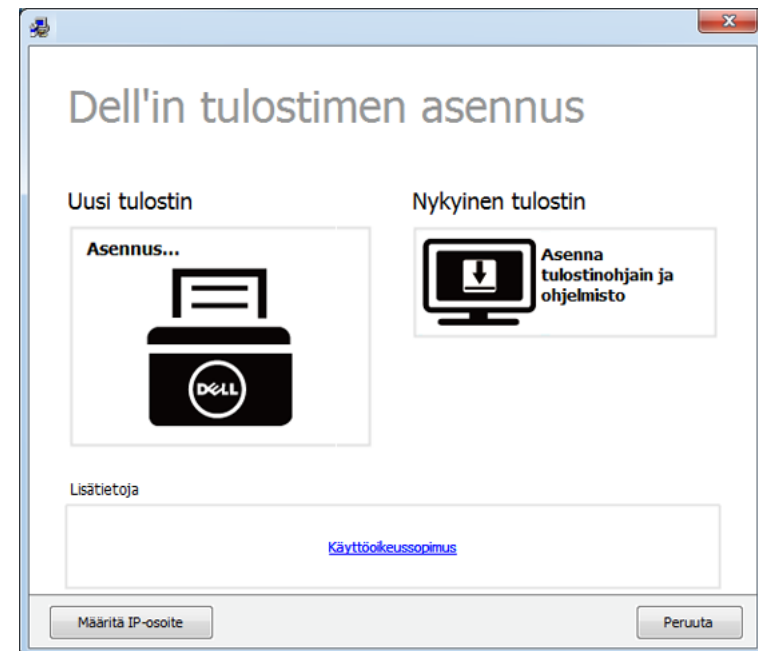 Dell'in tulostimen asennus
Uusi tulostin
Asennus...
DELL
Nykyinen tulostin
Asenna
tulostinohjain ja
ohjelmisto
Lisätietoja
Käyttöoikeussopimus
Määritä IP-osoite
Peruuta